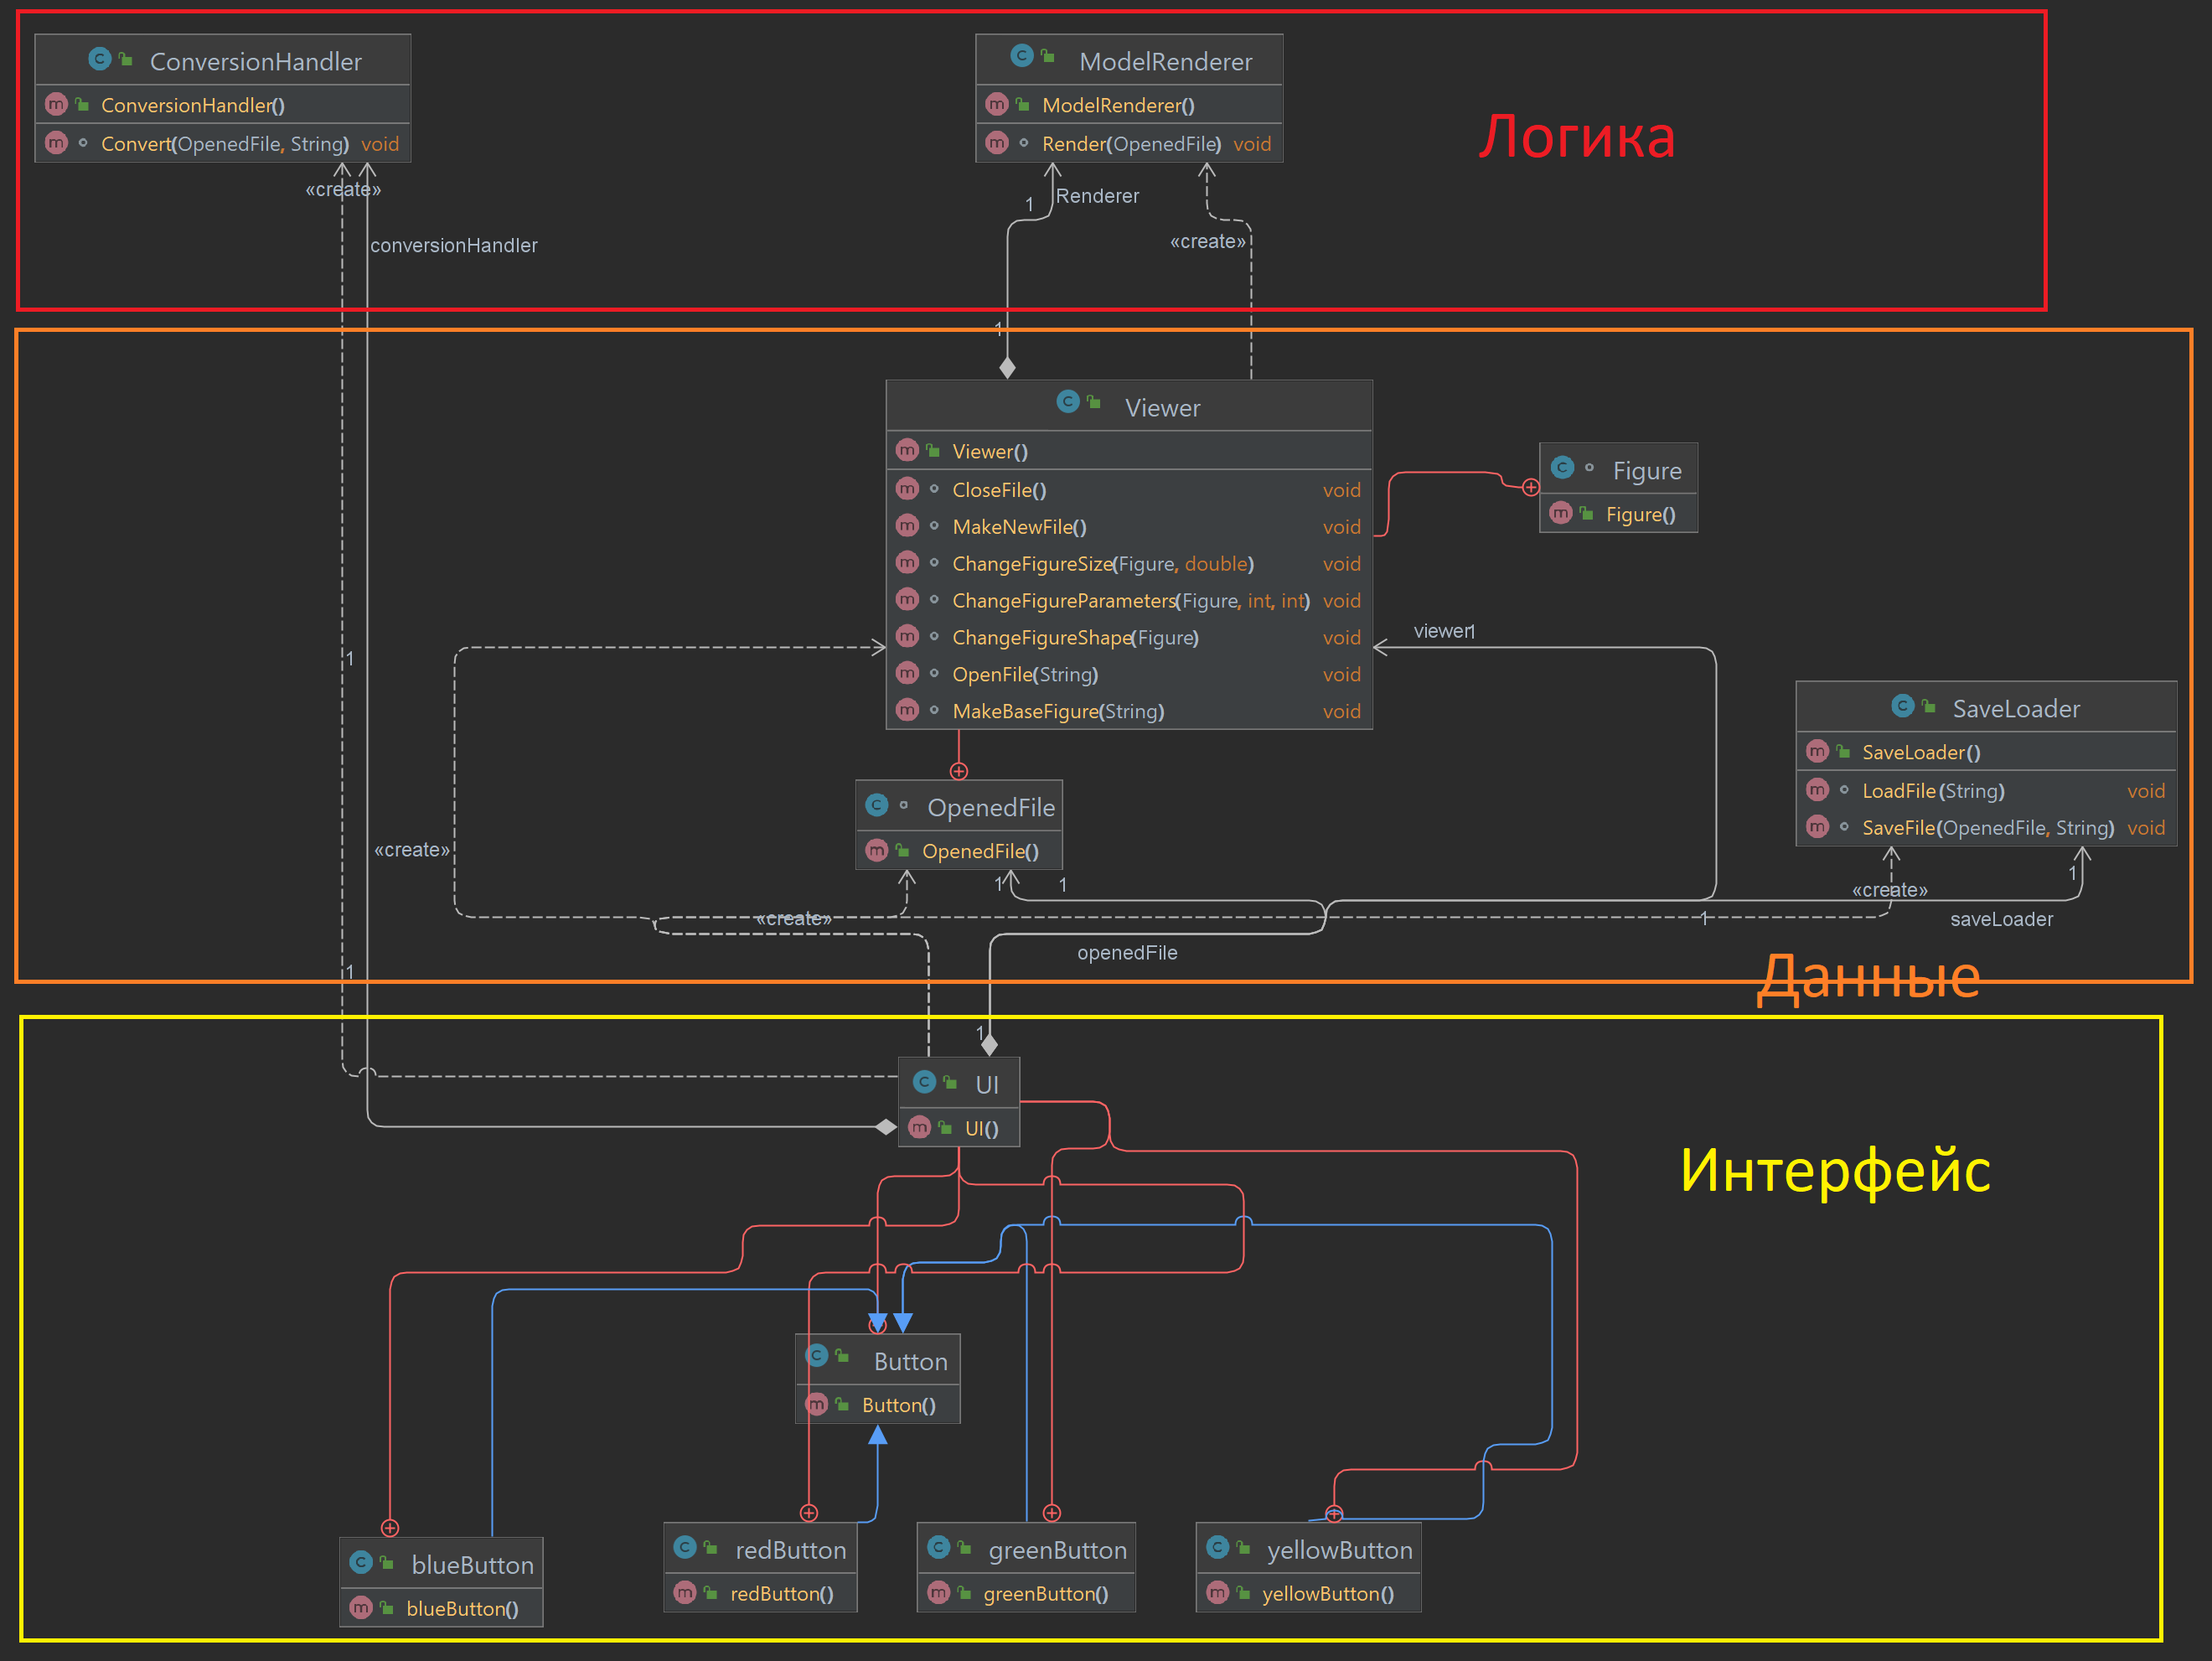 ConversionHandler
ConversionHandler()
Convert(OpenedFile, String) void
ModelRenderer
ModelRenderer()
Render(OpenedFile) void
Логика
«create»
conversionHandler
1
Renderer
«create»
1
Viewer
Viewer()
CloseFile() void
MakeNewFile() void
ChangeFigureSize(Figure, double) void
ChangeFigureParameters(Figure, int, int) void
ChangeFigureShape(Figure) void
OpenFile(String) void
MakeBaseFigure(String) void
Figure
Figure()
viewer1
1
SaveLoader
SaveLoader()
LoadFile(String) void
SaveFile(OpenedFile, String) void
OpenedFile
OpenedFile()
«create»
1
1
1
«create»
«create»
1
saveLoader
openedFile
1
Данные
1
UI
UI()
Интерфейс
Button
Button()
blueButton
blueButton()
redButton
redButton()
greenButton
greenButton()
yellowButton
yellowButton()